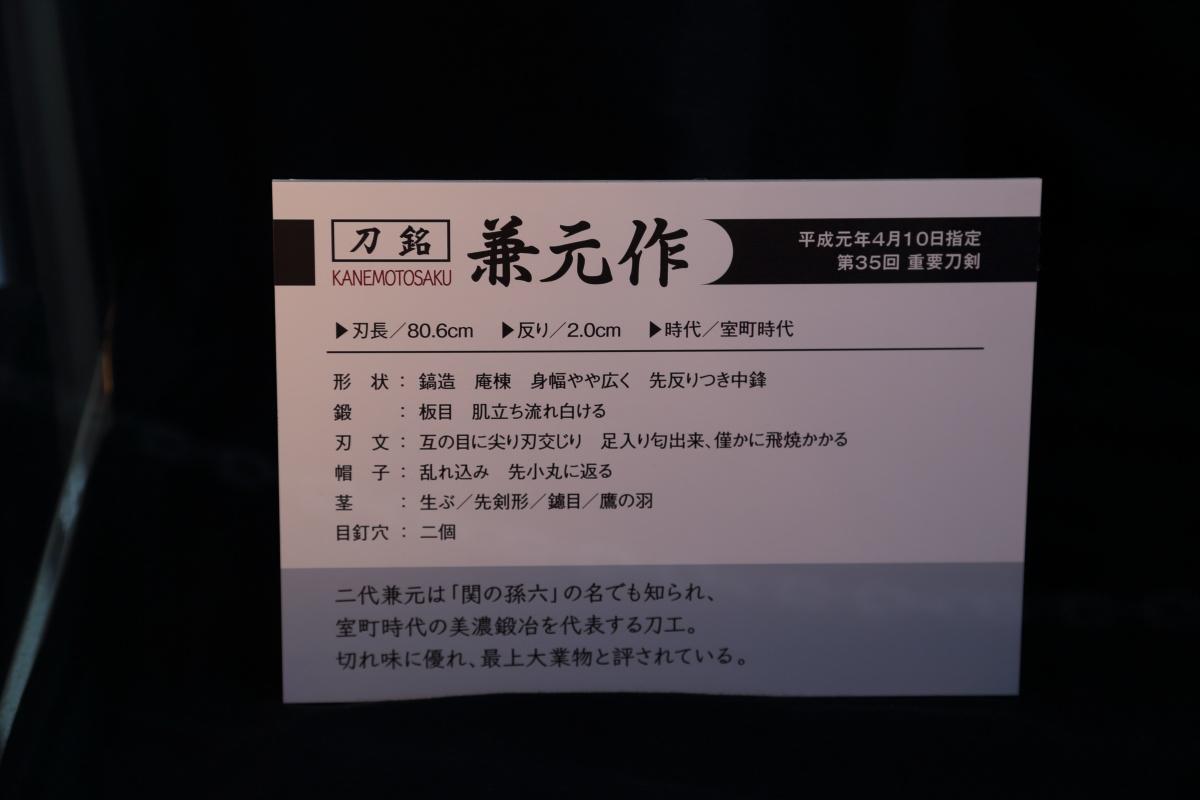 刀 銘
KANEMOTOSAKU
兼元作
平成元年4月10日指定
第35回 重要刀剣
▶刃長／80.6cm ▶反り／2.0cm ▶時代／室町時代
形 状 ： 鎬造 庵棟 身幅やや広く 先反りつき中鋒
鍛 ： 板目 肌立ち流れ白ける
刃 文 ： 互の目に尖り刃交じり 足入り匂出来、僅かに飛焼かかる
帽 子 ： 乱れ込み 先小丸に返る
茎 ： 生ぶ／先剣形／鑢目／鷹の羽
目釘穴 ： 二個
二代兼元は「関の孫六」の名でも知られ、
室町時代の美濃鍛冶を代表する刀工。
切れ味に優れ、最上大業物と評されている。